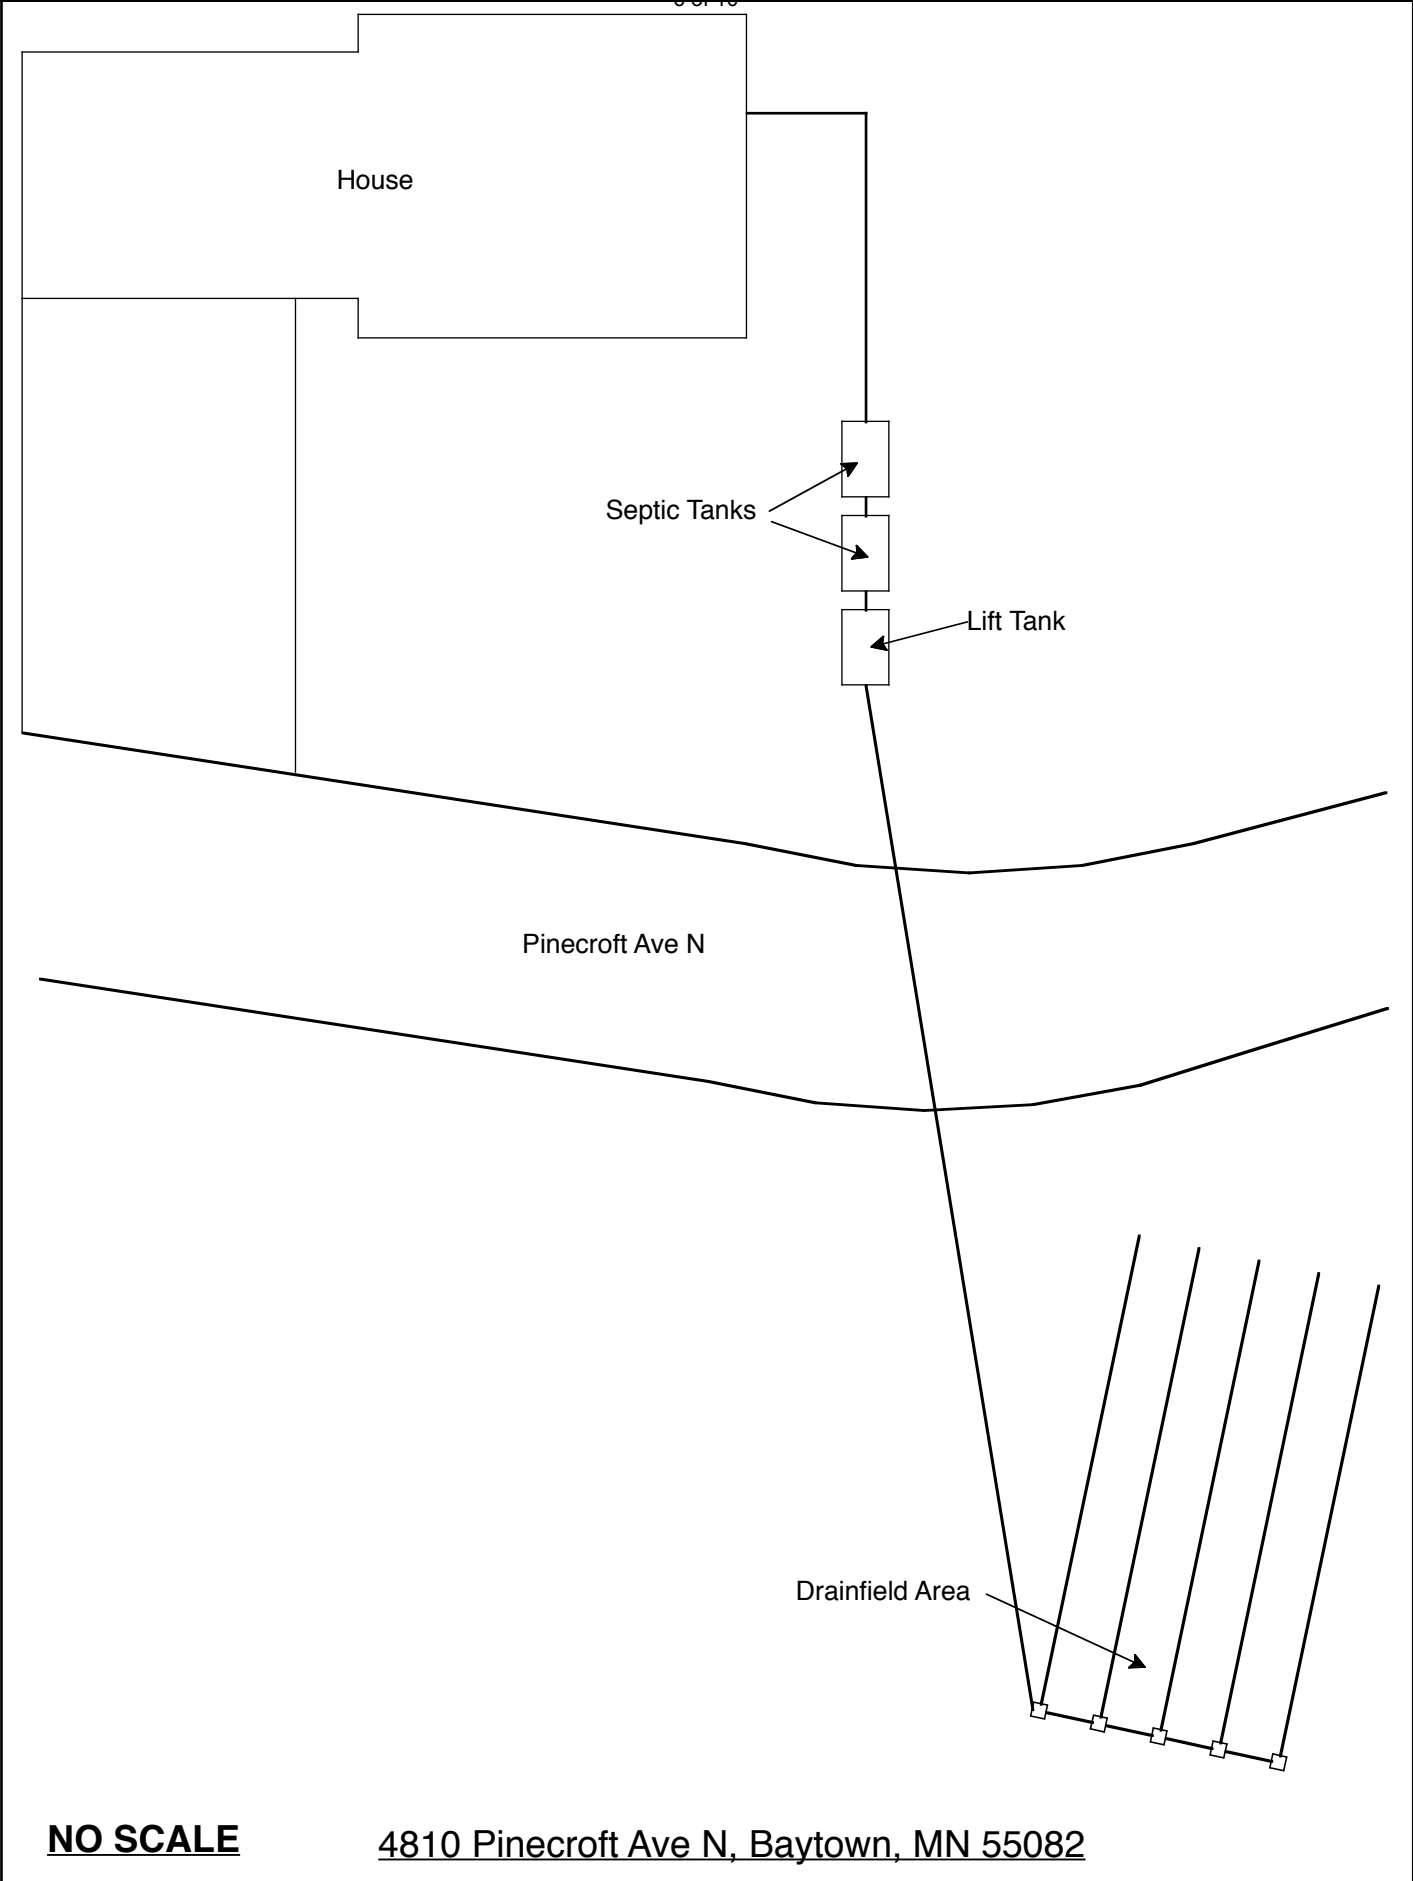 House
Septic Tanks
Lift Tank
Pinecroft Ave N
Drainfield Area
NO SCALE
4810 Pinecroft Ave N, Baytown, MN 55082